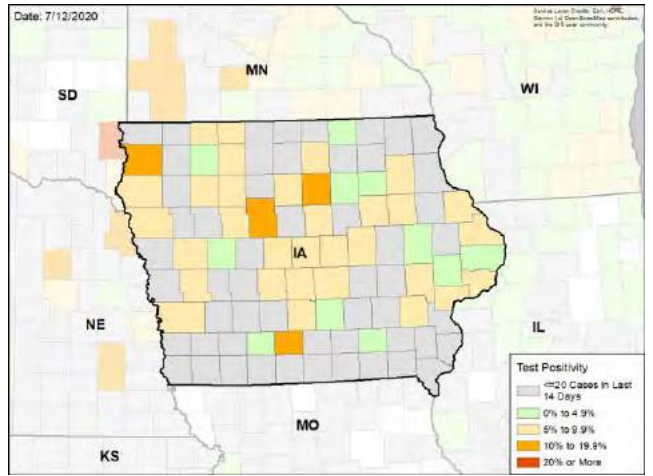 Date: 7/12/2020
MN
SD
WI
IA
NE
IL
MO
KS
Test Positivity
<=20 Cases in Last
14 Days
0% to 4.9%
5% to 9.9%
10% to 19.9%
20% or More